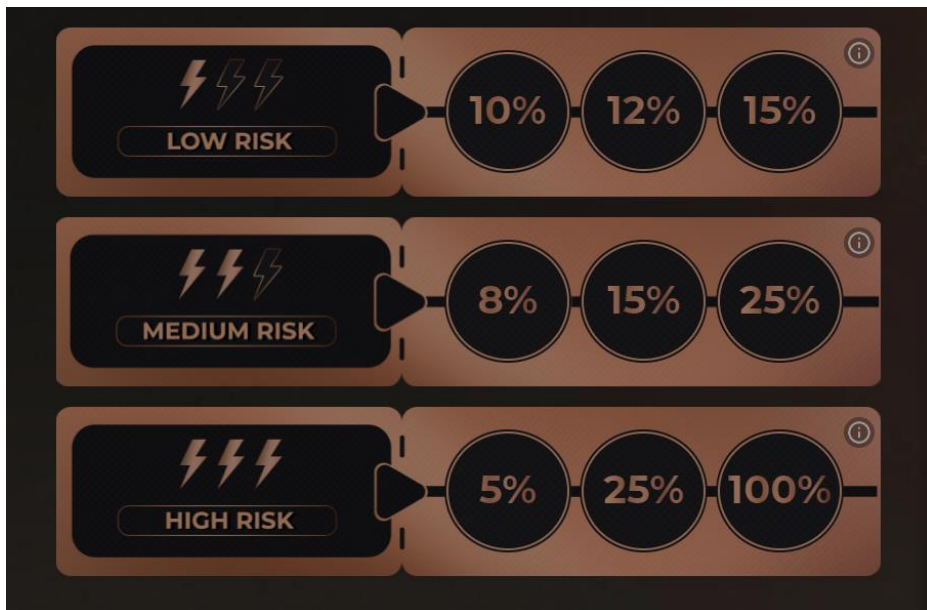 10% 12% 15%
LOW RISK
8% 15% 25%
MEDIUM RISK
5% 25% 100%
HIGH RISK